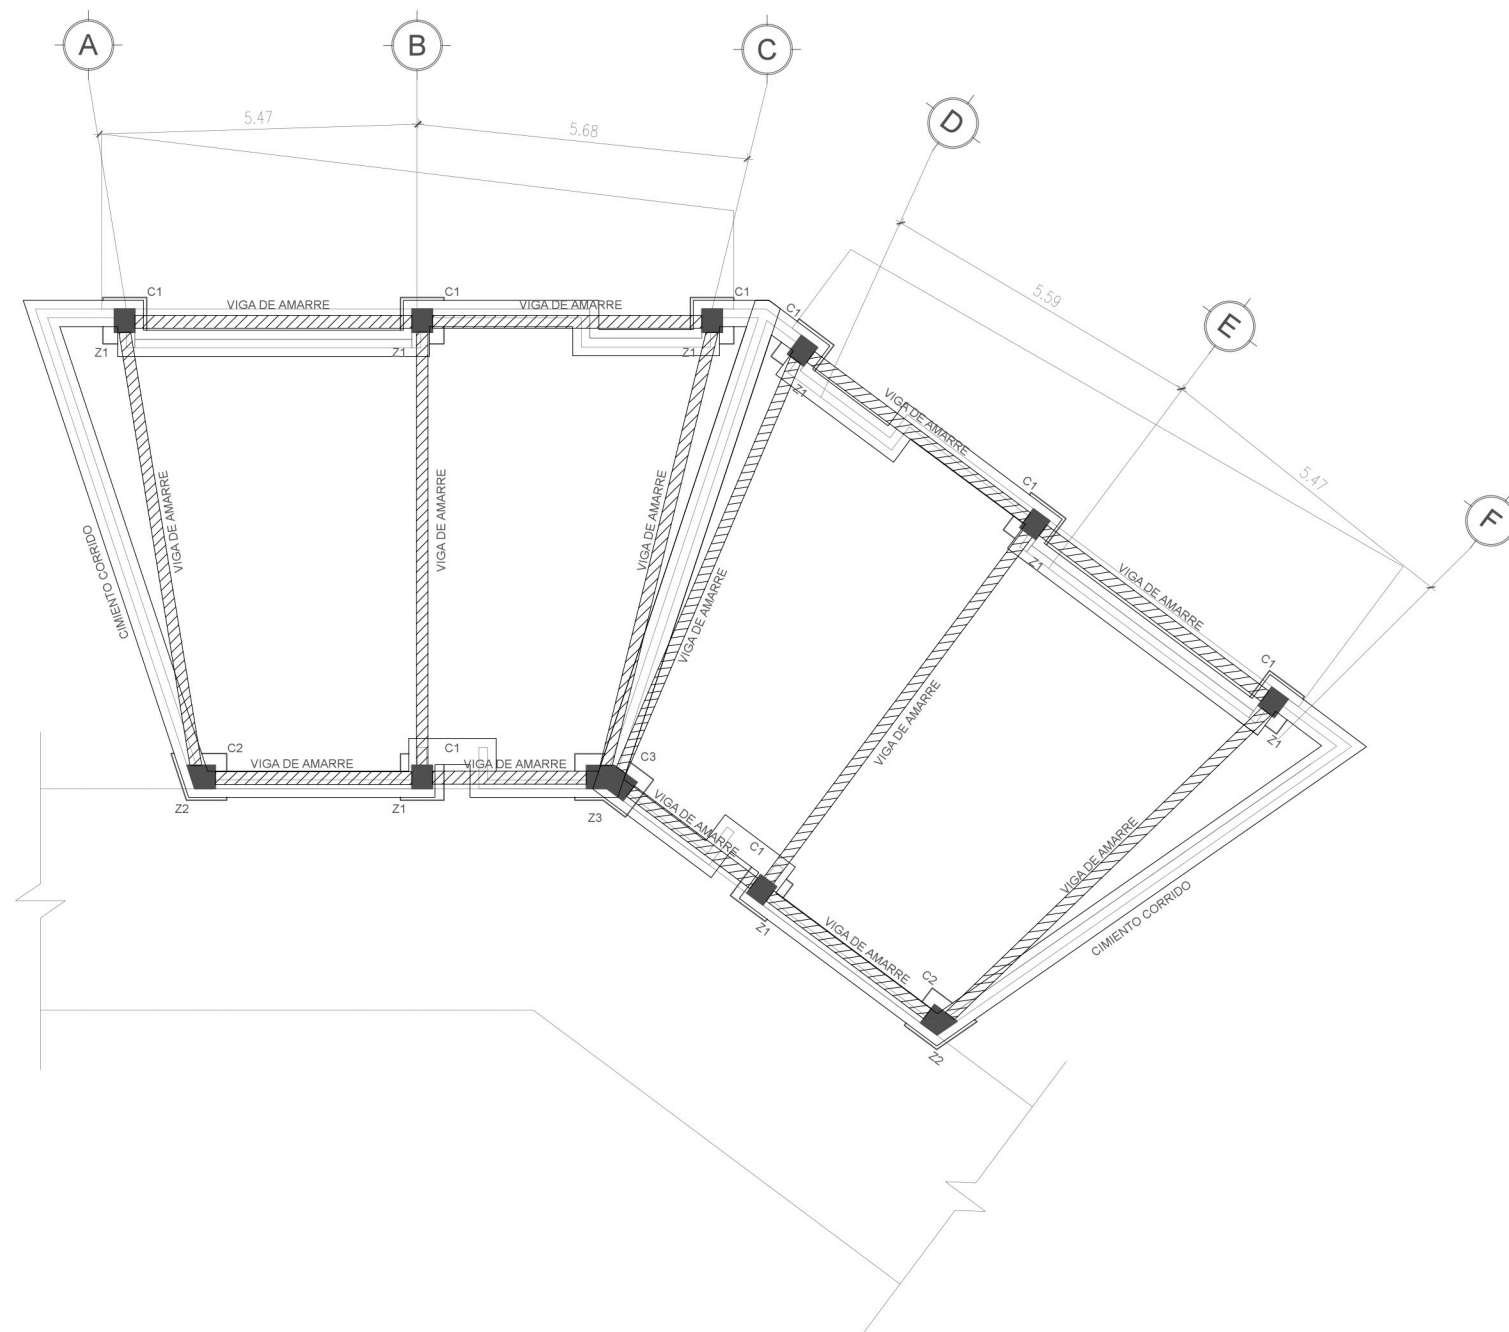 A
B
C
D
E
F
5.47
5.68
5.59
5.47
C1
VIGA DE AMARRE
C1
VIGA DE AMARRE
C1
C1
Z1
Z1
Z1
Z1
VIGA DE AMARRE
C1
VIGA DE AMARRE
VIGA DE AMARRE
VIGA DE AMARRE
CIMIENTO CORRIDO
VIGA DE AMARRE
Z1
VIGA DE AMARRE
C1
Z1
VIGA DE AMARRE
C2
VIGA DE AMARRE
C1
VIGA DE AMARRE
C3
Z2
Z1
Z3
VIGA DE AMARRE
C1
VIGA DE AMARRE
CIMIENTO CORRIDO
Z1
VIGA DE AMARRE
C2
Z2